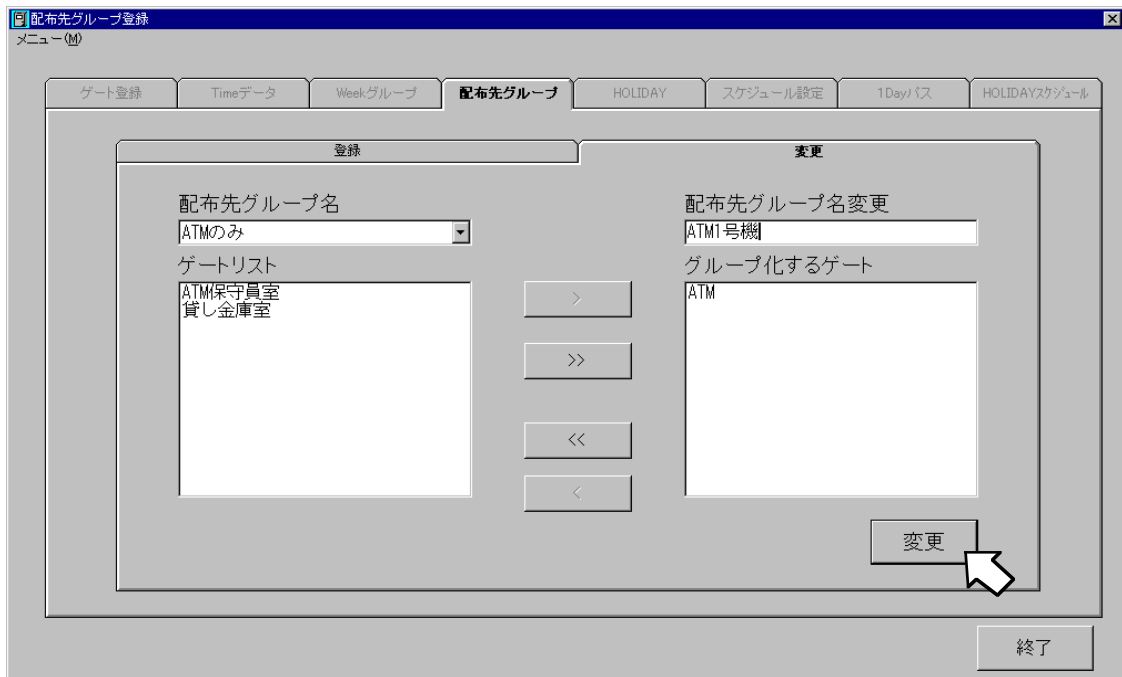 配布先グループ登録
メニュー(M)
ゲート登録 Timeデータ Weekグループ 配布先グループ HOLIDAY スケジュール設定 1Dayパス HOLIDAYスケジュール
登録 変更
配布先グループ名 配布先グループ名変更
ATMのみ ATM1号機
ゲートリスト グループ化するゲート
ATM保守員室 > ATM
貸し金庫室
>>
<<
<
変更
終了